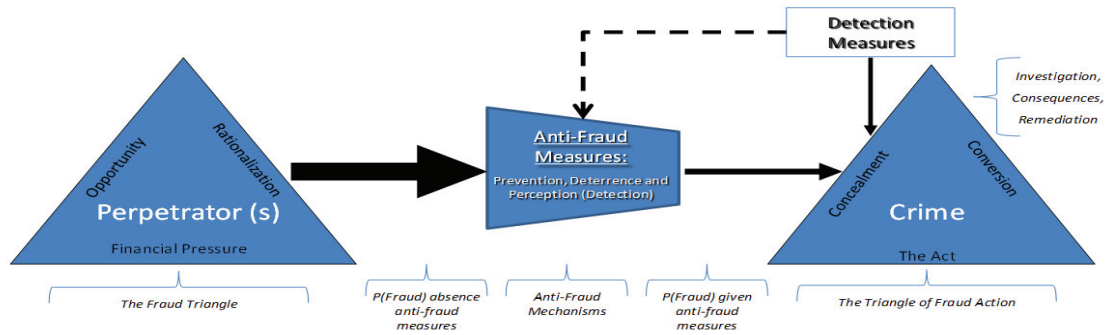 Detection
Measures
Investigation,
Consequences,
Remediation
Opportunity
Rationalization
Perpetrator (s)
Financial Pressure
Anti-Fraud
Measures:
Prevention, Deterrence and
Perception (Detection)
Concealment
Conversion
Crime
The Act
The Fraud Triangle
P(Fraud) absence
anti-fraud
measures
Anti-Fraud
Mechanisms
P(Fraud) given
anti-fraud
measures
The Triangle of Fraud Action